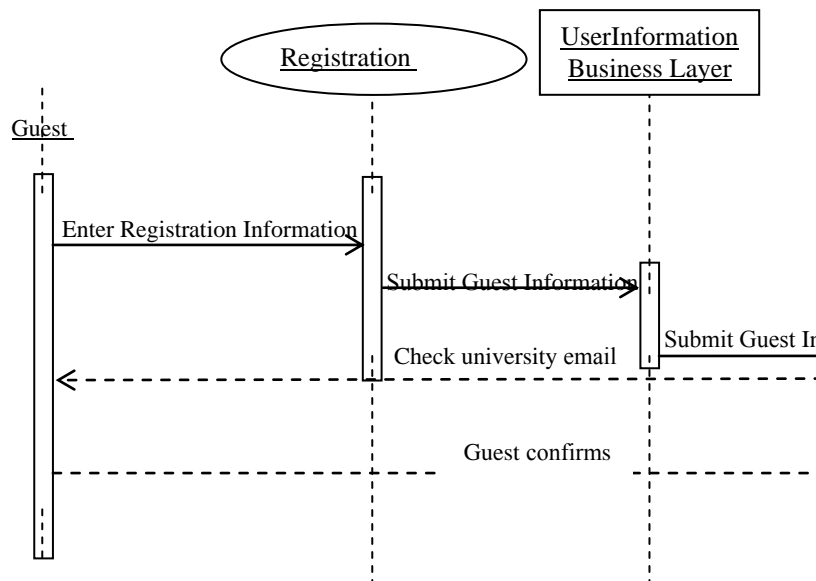 Registration
UserInformation
Business Layer
Guest
Enter Registration Information
Submit Guest Information
Submit Guest In
Check university email
Guest confirms